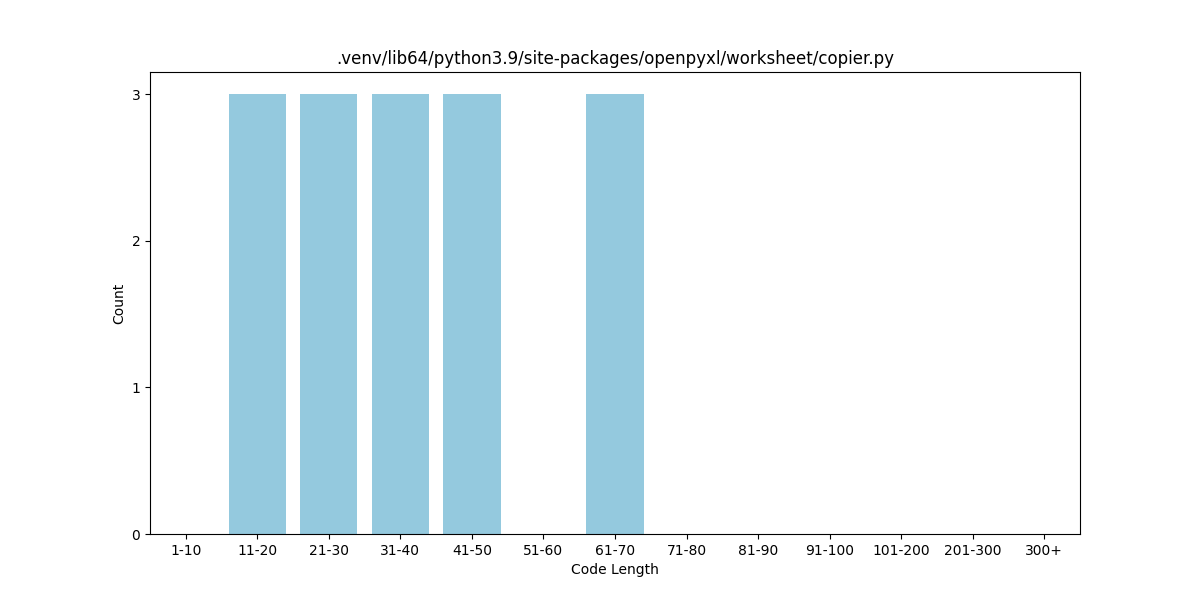 .venv/lib64/python3.9/site-packages/openpyxl/worksheet/copier.py
3
2
1
0
Count
1-10 11-20 21-30 31-40 41-50 51-60 61-70 71-80 81-90 91-100 101-200 201-300 300+
Code Length